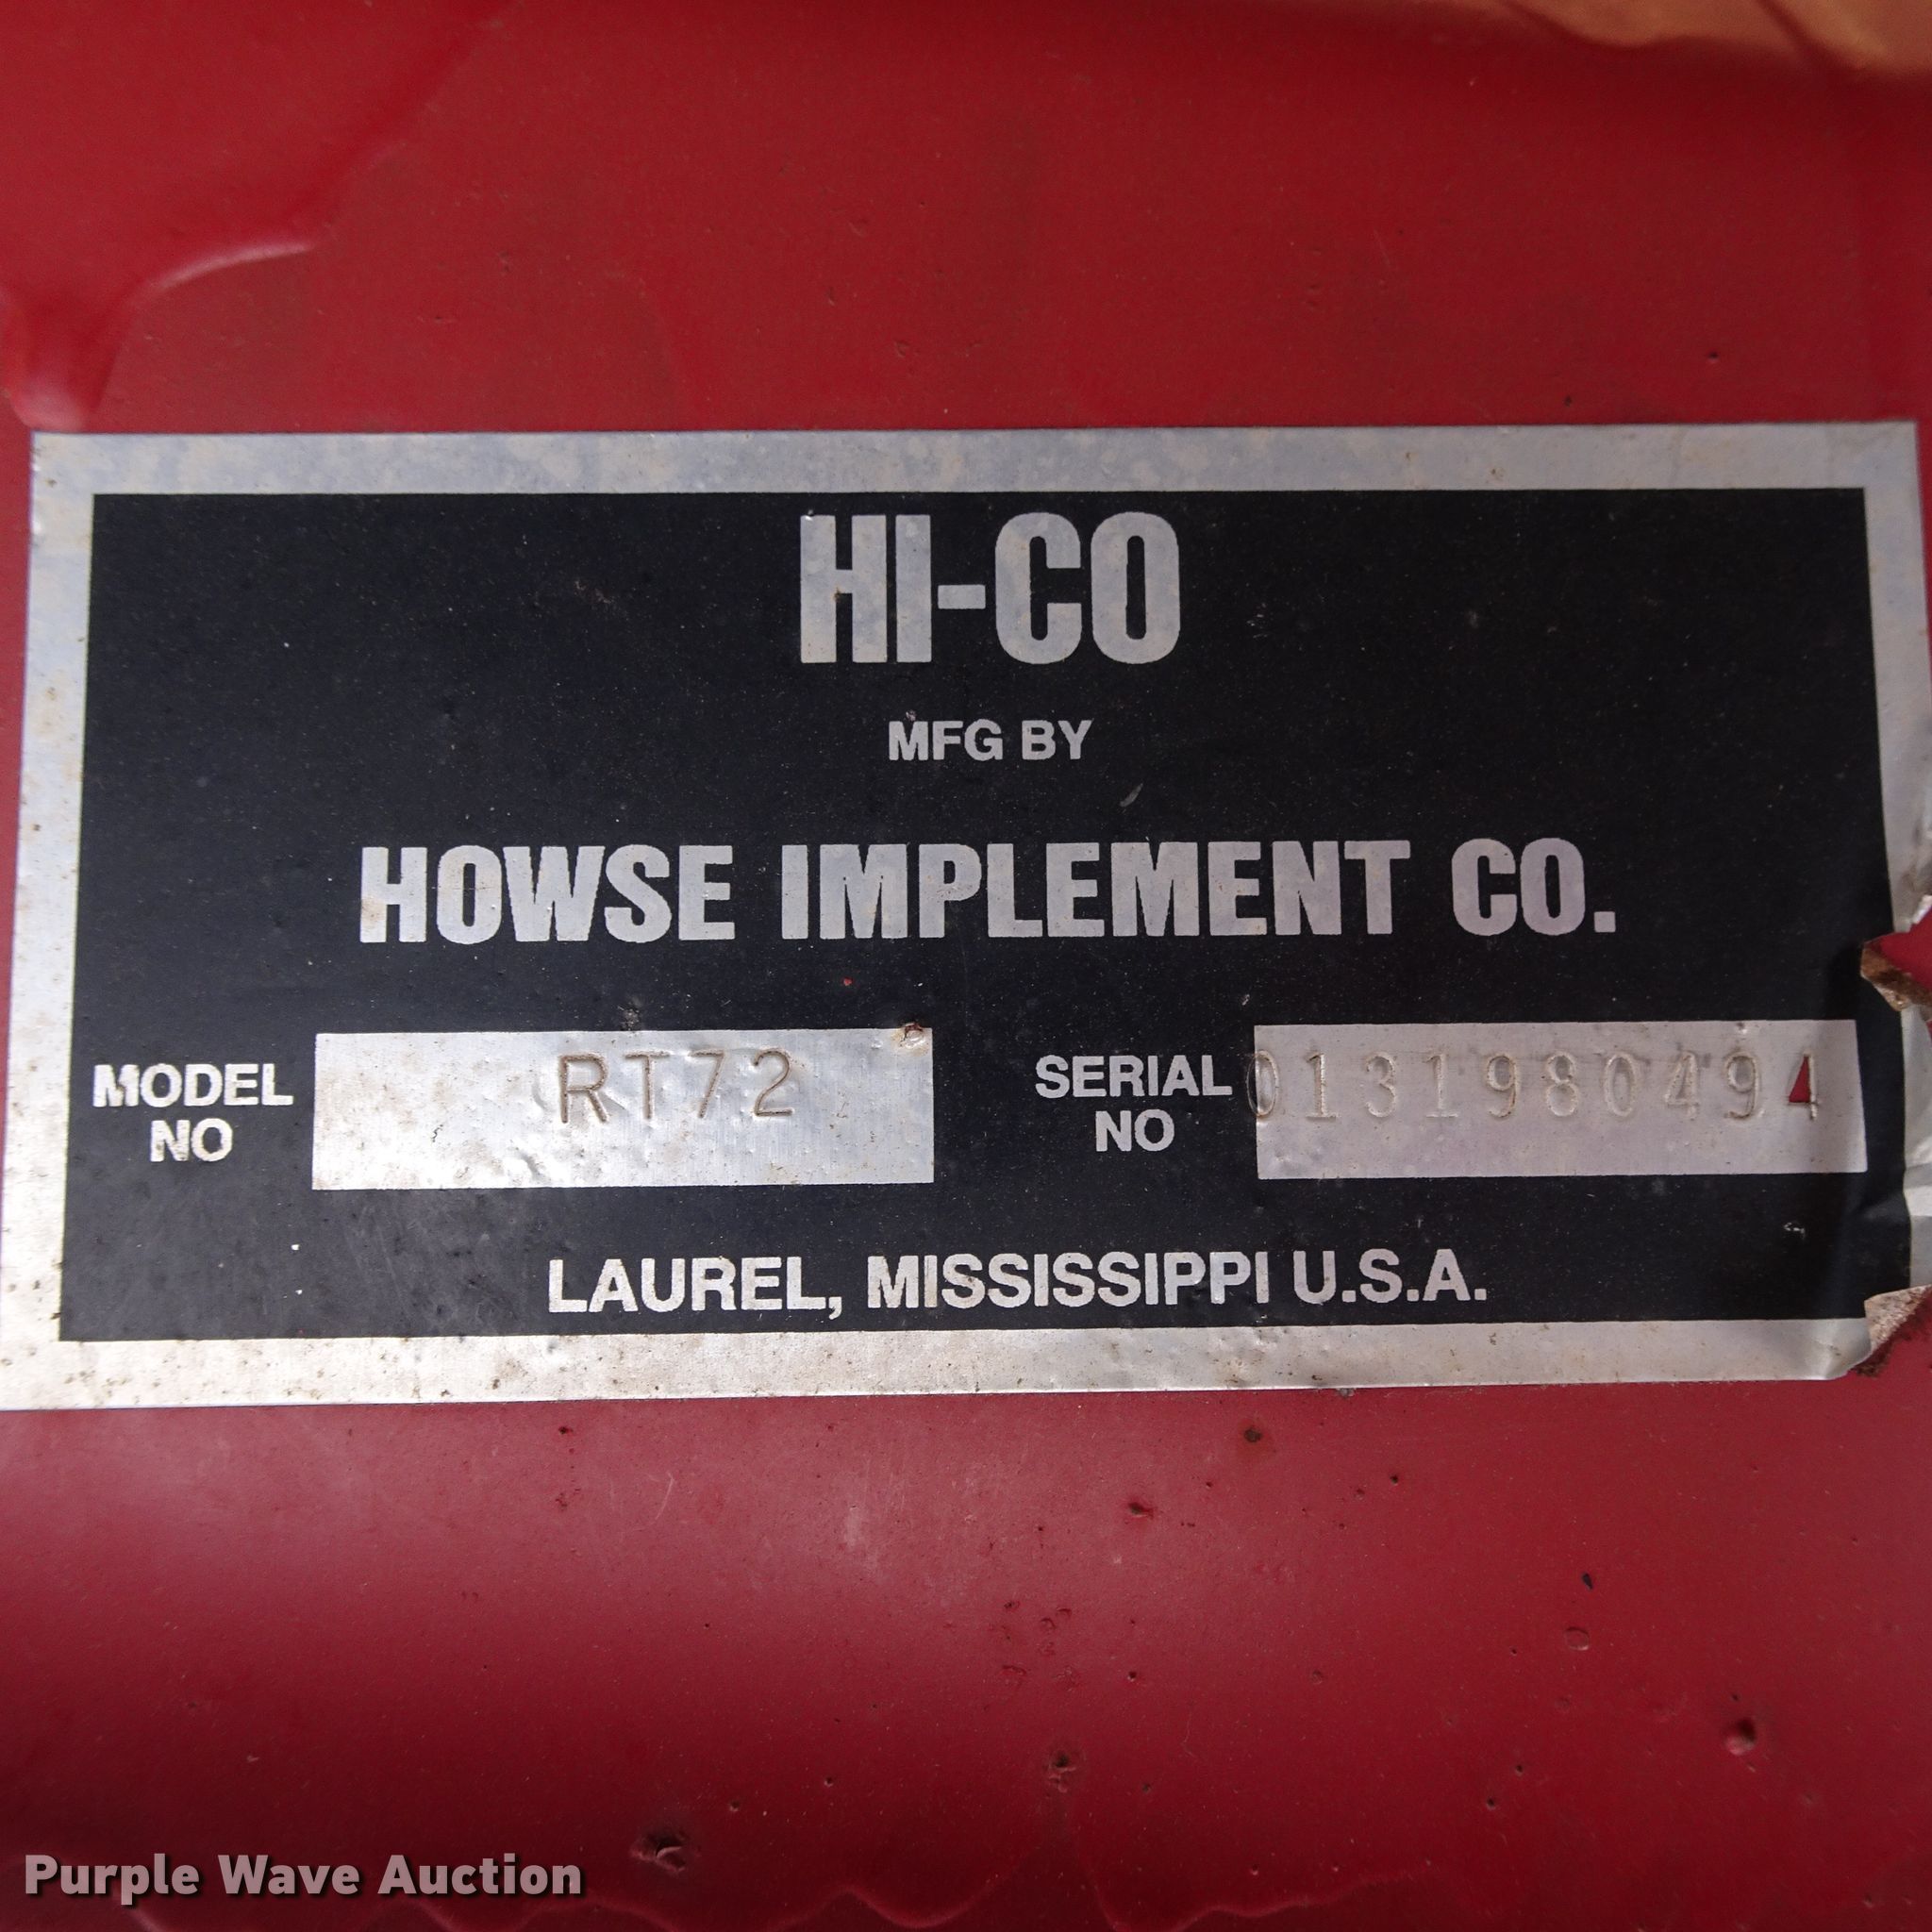 HI-CO
MFG BY
HOWSE IMPLEMENT CO.
MODEL NO RT72
SERIAL NO 0131980494
LAUREL, MISSISSIPPI U.S.A.
Purple Wave Auction